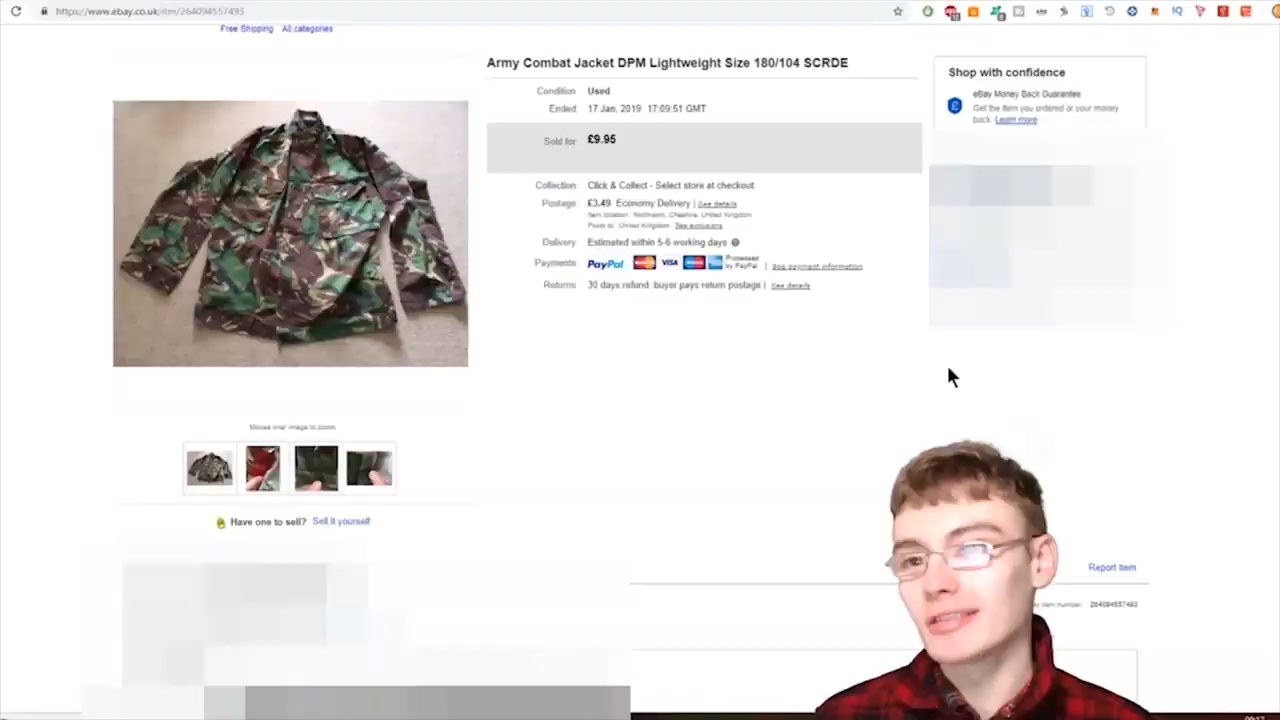 https://www.ebay.co.uk/itm/264094557493
Free Shipping All categories
Army Combat Jacket DPM Lightweight Size 180/104 SCRDE
Condition Used
Ended: 17 Jan, 2019 17:09:51 GMT
Sold for £9.95
Collection: Click & Collect - Select store at checkout
Postage: £3.49 Economy Delivery | See details
Item location: Northwich, Cheshire, United Kingdom
Posts to: United Kingdom See exclusions
Delivery: Estimated within 5-6 working days
Payments: PayPal VISA Processed by PayPal | See payment information
Returns: 30 days refund, buyer pays return postage | See details
Shop with confidence
eBay Money Back Guarantee
Get the item you ordered or your money
back. Learn more
Mouse over image to zoom
Have one to sell? Sell it yourself
Report item
item number: 264094557493